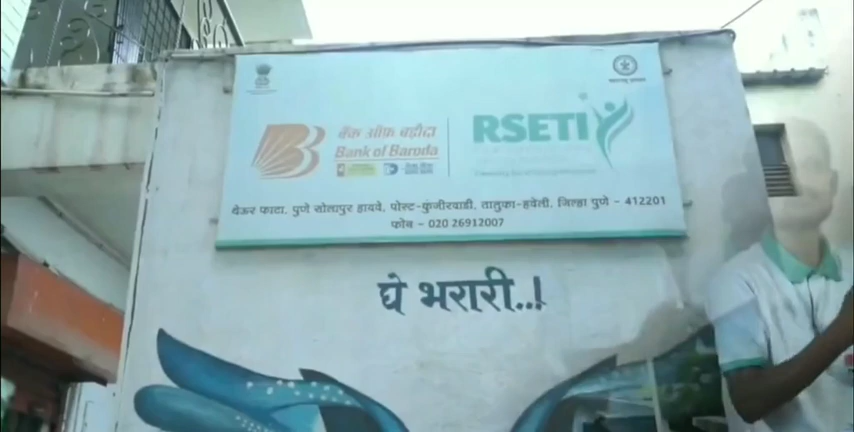 बैंक ऑफ़ बड़ौदा
Bank of Baroda
RSETI
थेऊर फाटा, पुणे सोलापूर हायवे, पोस्ट-कुंजीरवाडी, तालुका-हवेली, जिल्हा पुणे - 412201
फोन - 020 26912007
घे भरारी...!